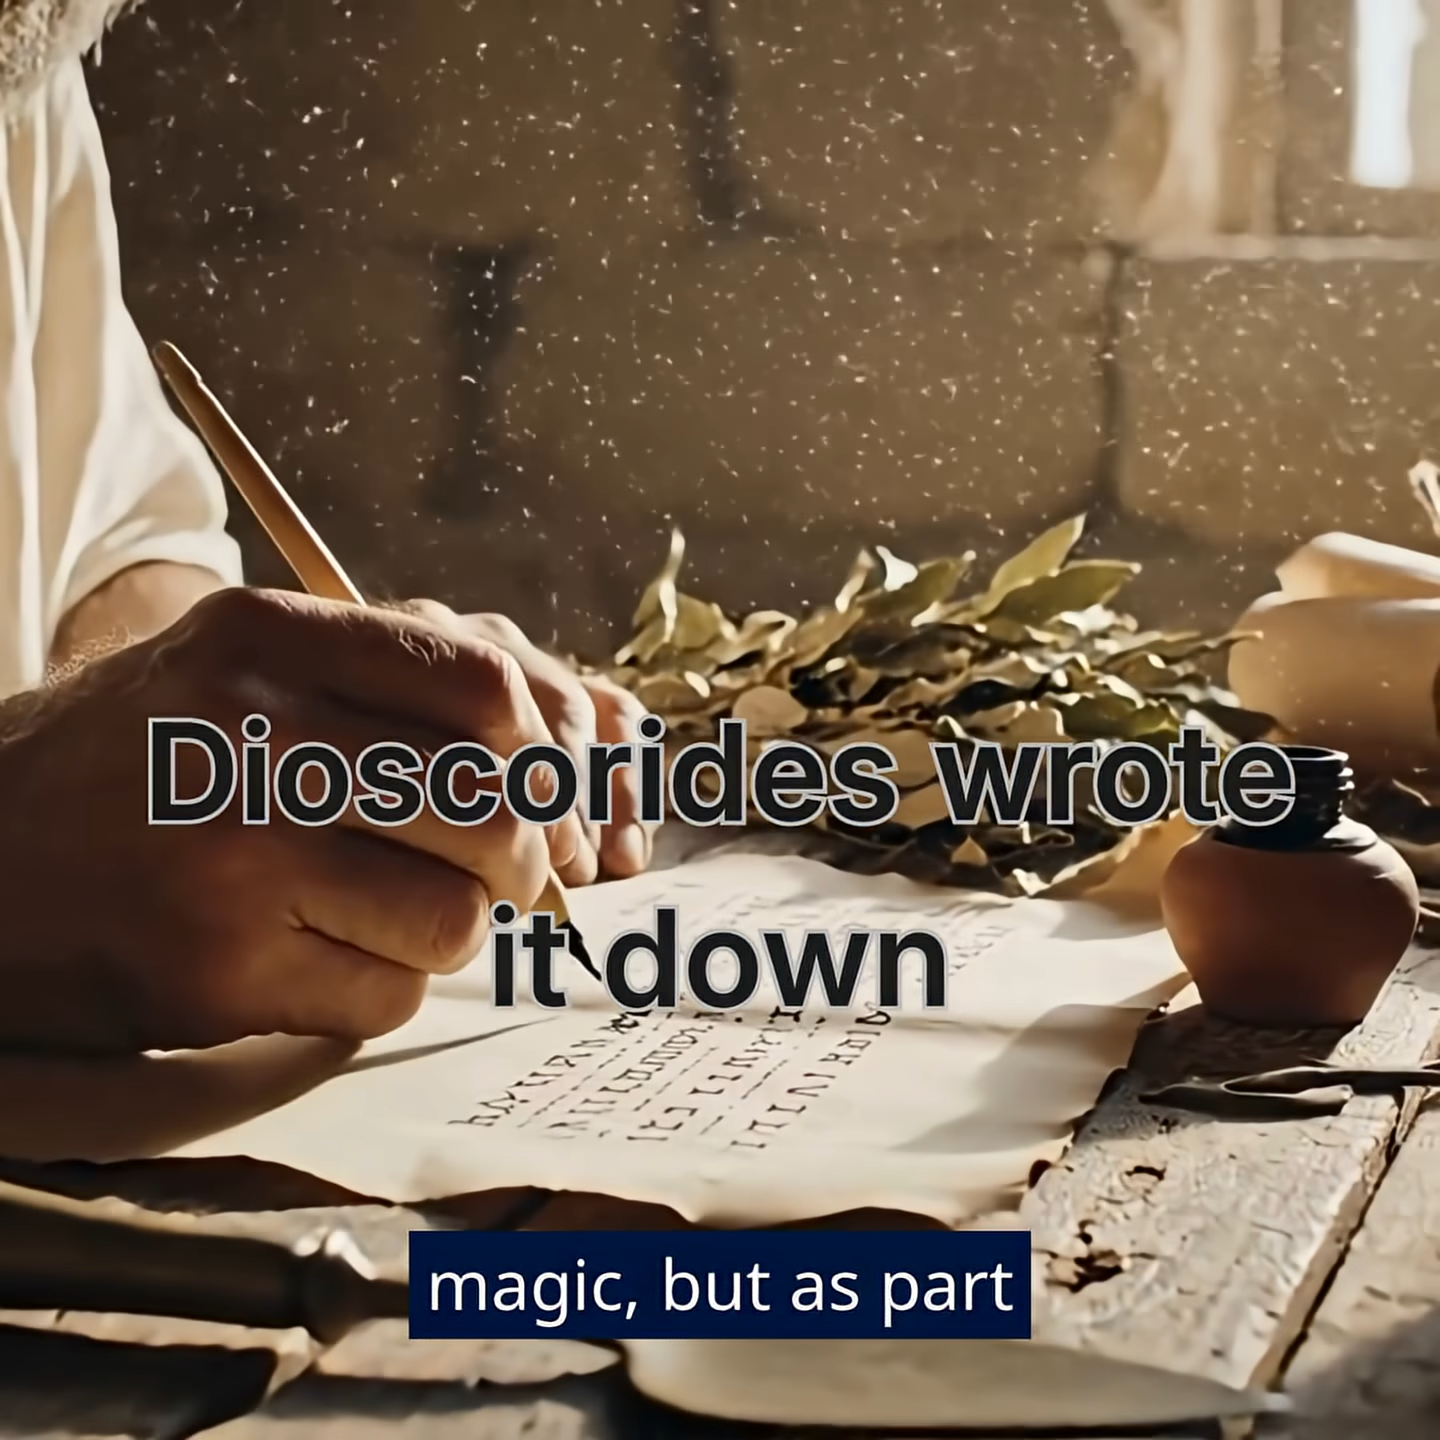 Dioscorides wrote
it down
magic, but as part